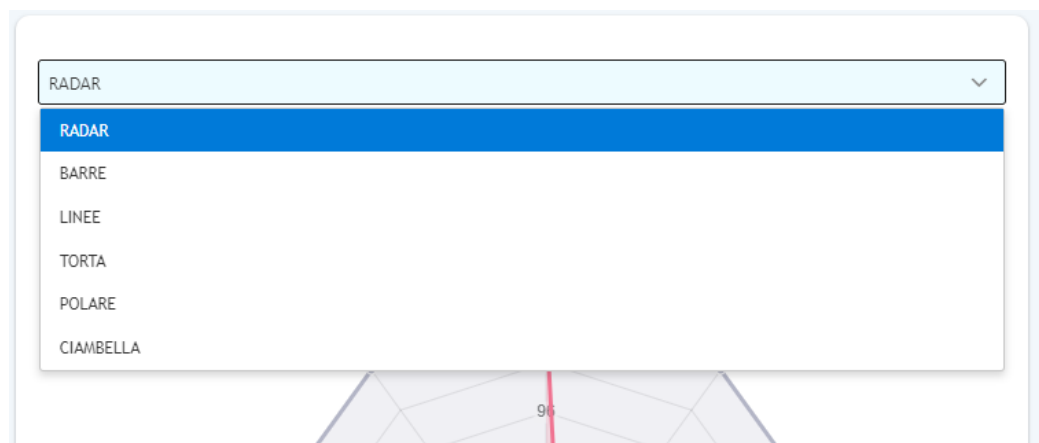 RADAR
RADAR
BARRE
LINEE
TORTA
POLARE
CIAMBELLA
96